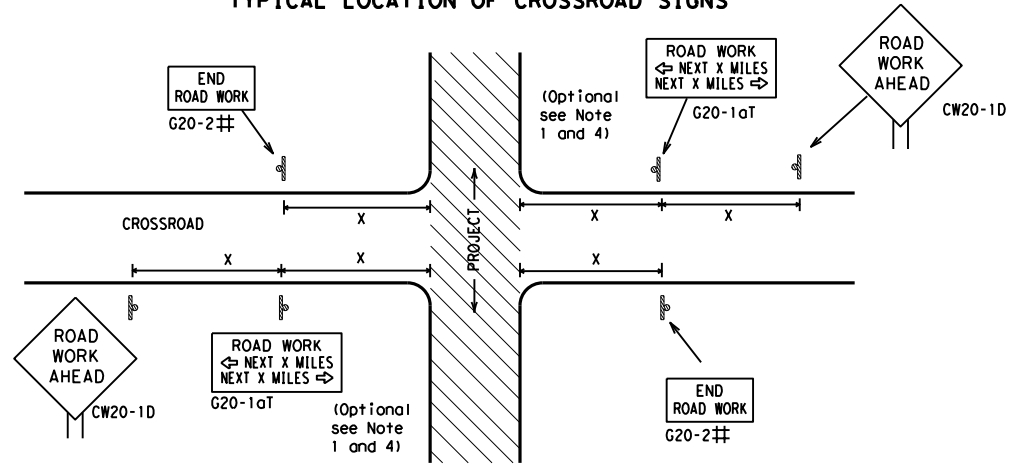 TYPICAL LOCATION OF CROSSROAD SIGNS
END
ROAD WORK
G20-2#
(Optional
see Note
1 and 4)
ROAD WORK
⇦ NEXT X MILES
NEXT X MILES ⇨
G20-1aT
ROAD
WORK
AHEAD
CW20-1D
CROSSROAD
X
X
X
PROJECT
X
X
X
ROAD
WORK
AHEAD
CW20-1D
ROAD WORK
⇦ NEXT X MILES
NEXT X MILES ⇨
G20-1aT
(Optional
see Note
1 and 4)
END
ROAD WORK
G20-2#